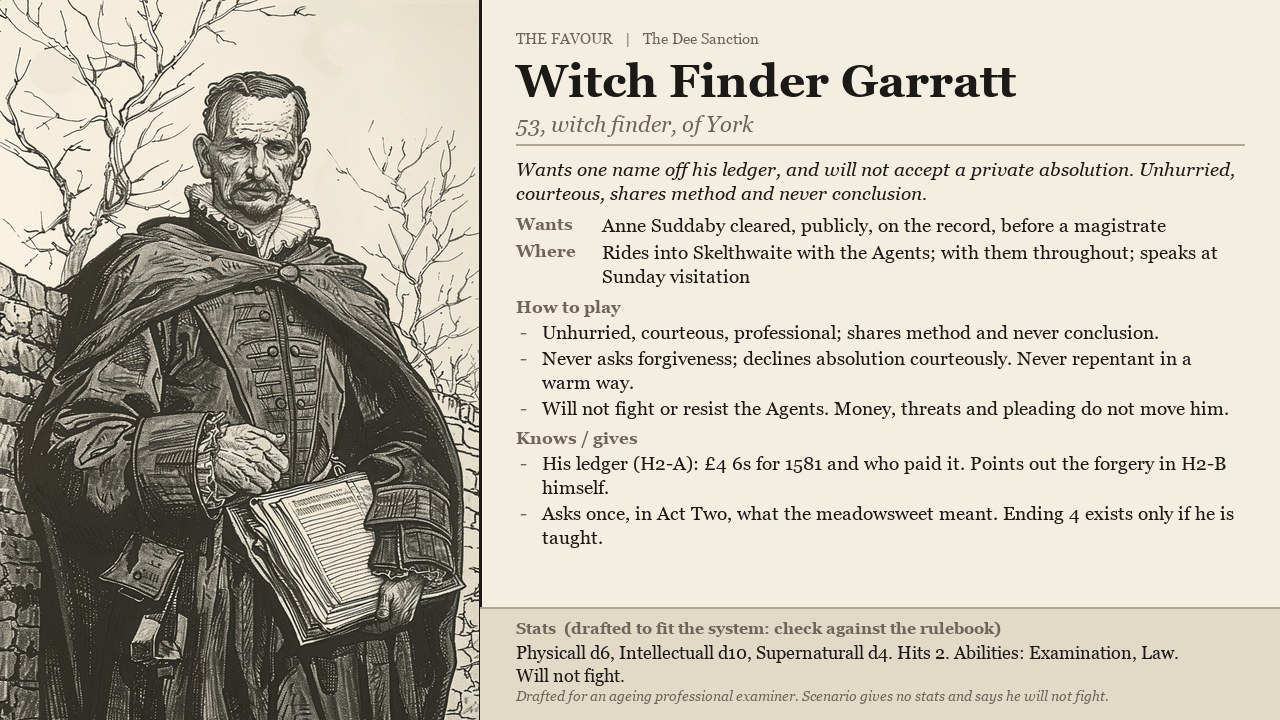 THE FAVOUR | The Dee Sanction
Witch Finder Garratt
53, witch finder, of York
Wants one name off his ledger, and will not accept a private absolution. Unhurried,
courteous, shares method and never conclusion.
Wants Anne Suddaby cleared, publicly, on the record, before a magistrate
Where Rides into Skelthwaite with the Agents; with them throughout; speaks at
Sunday visitation
How to play
- Unhurried, courteous, professional; shares method and never conclusion.
- Never asks forgiveness; declines absolution courteously. Never repentant in a
warm way.
- Will not fight or resist the Agents. Money, threats and pleading do not move him.
Knows / gives
- His ledger (H2-A): £4 6s for 1581 and who paid it. Points out the forgery in H2-B
himself.
- Asks once, in Act Two, what the meadowsweet meant. Ending 4 exists only if he is
taught.
Stats (drafted to fit the system: check against the rulebook)
Physicall d6, Intellectuall d10, Supernaturall d4. Hits 2. Abilities: Examination, Law.
Will not fight.
Drafted for an ageing professional examiner. Scenario gives no stats and says he will not fight.